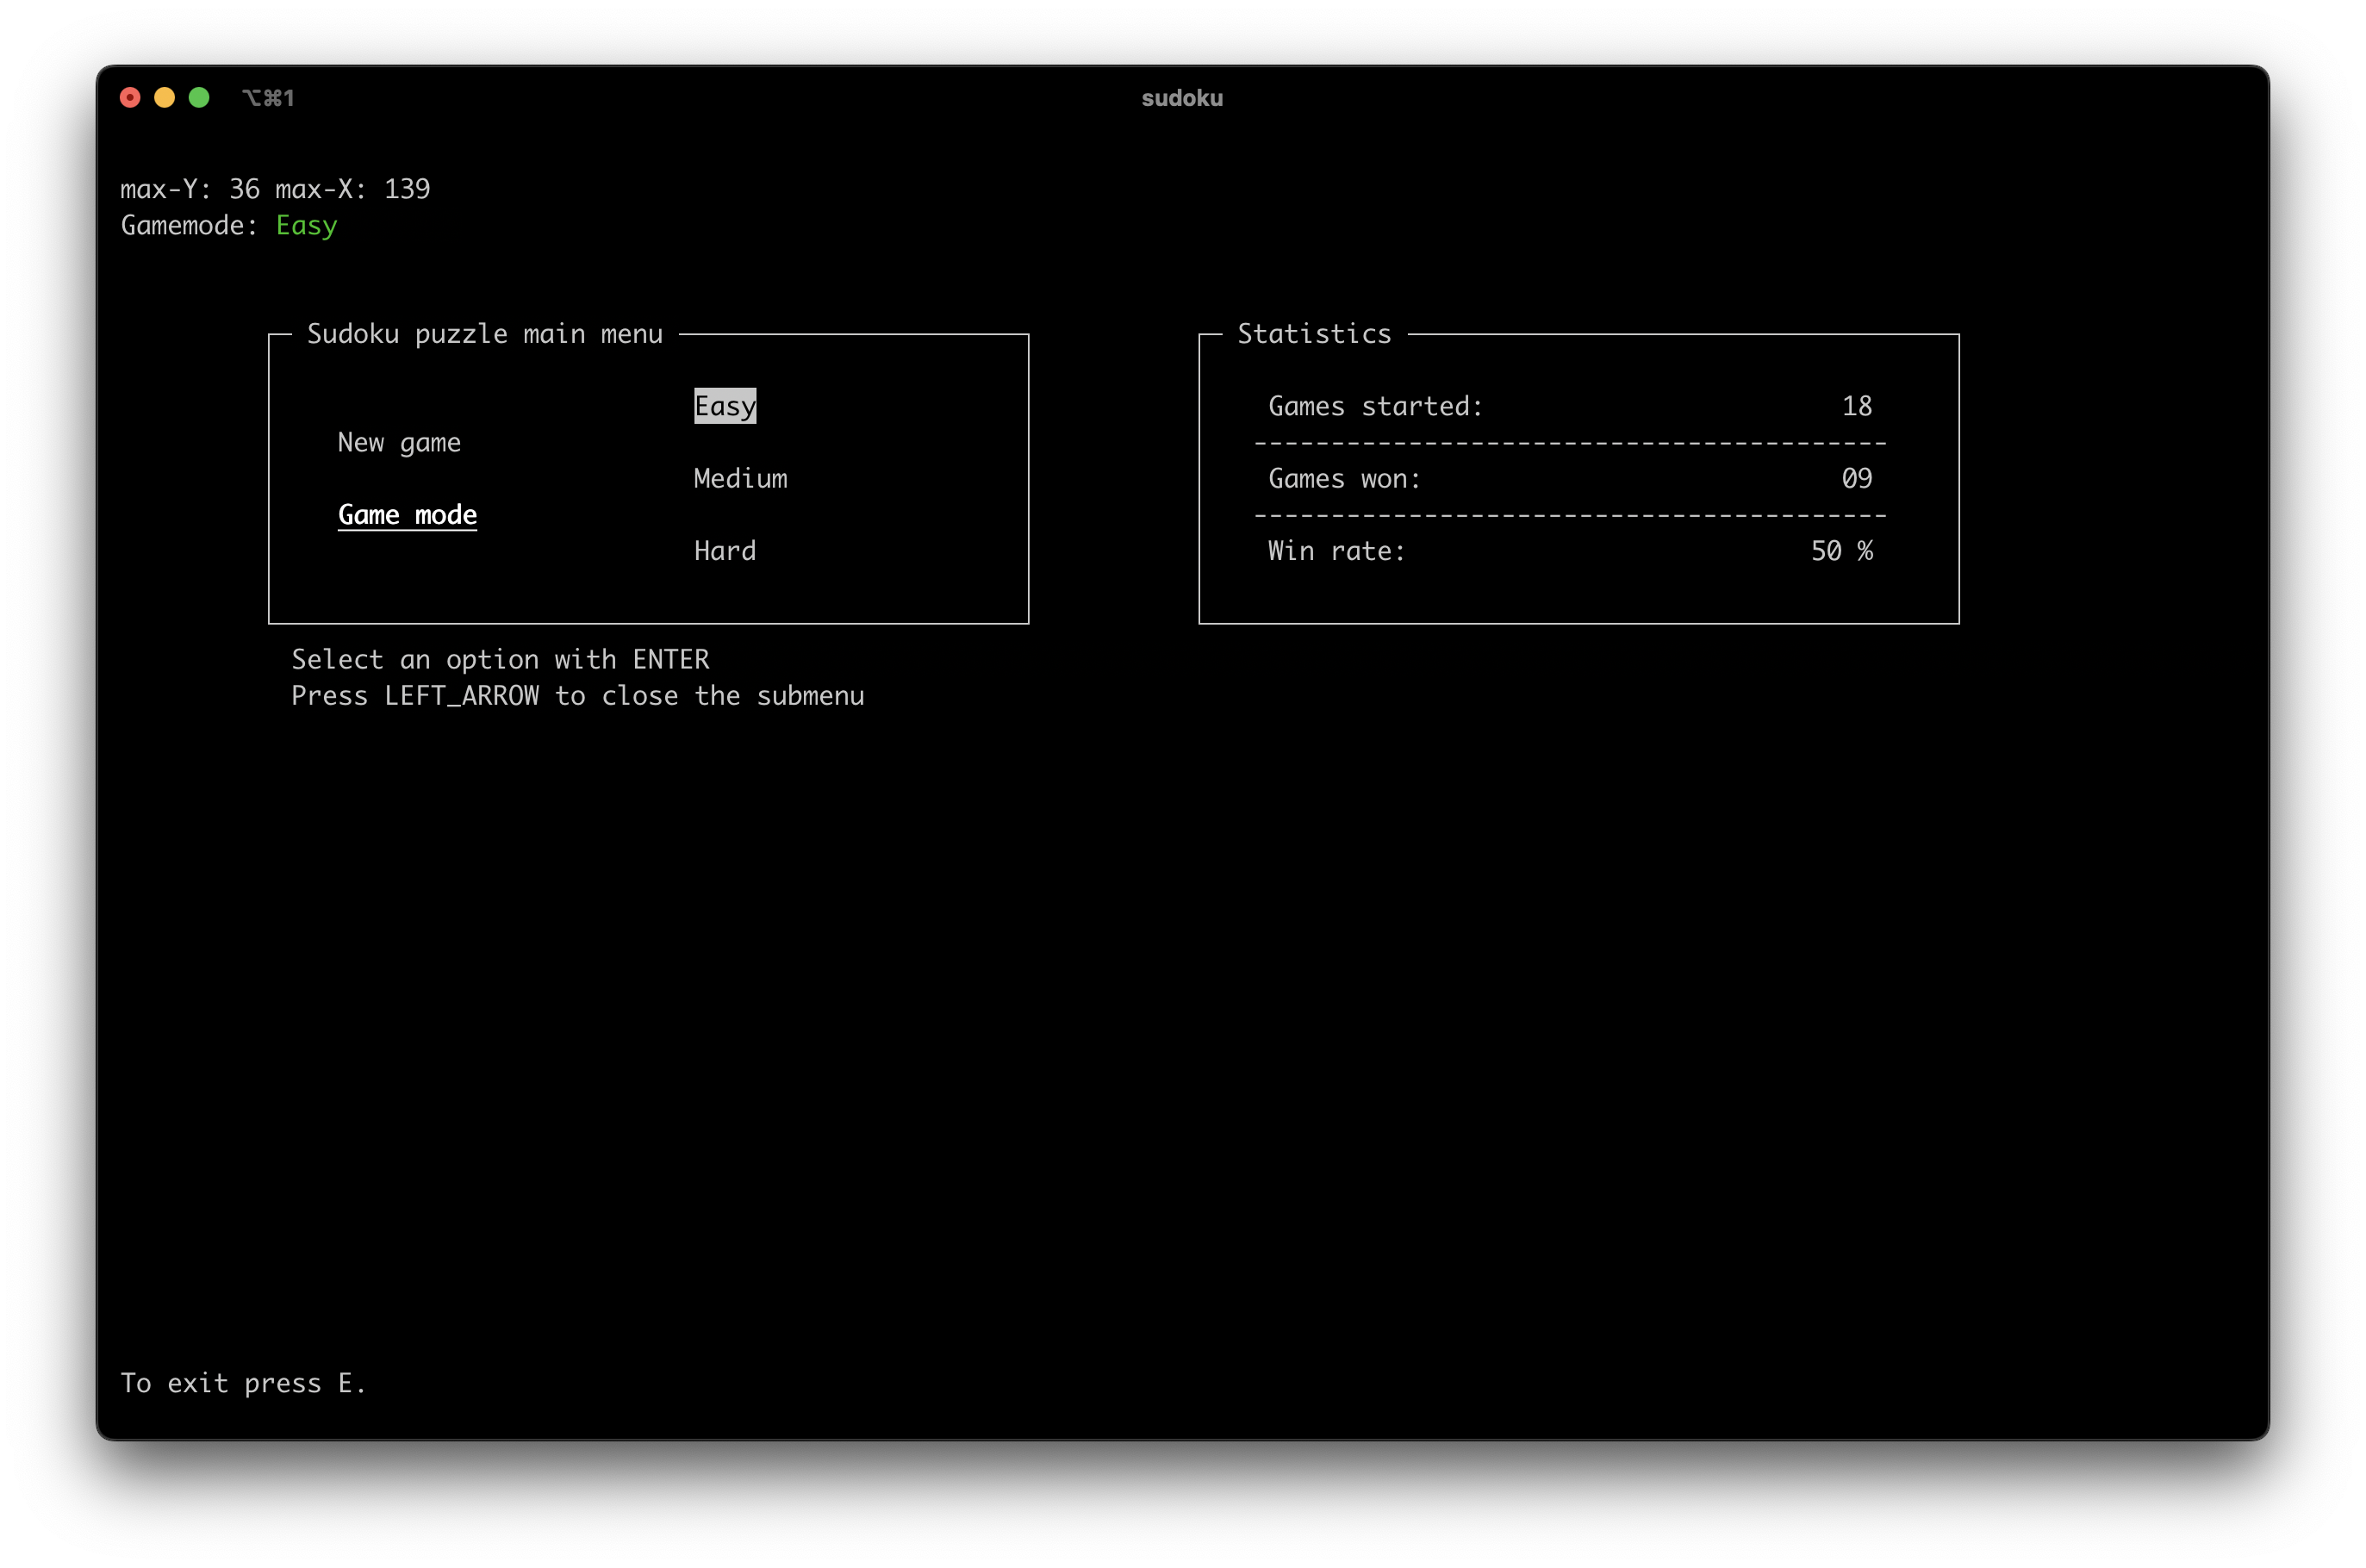 ⌥⌘1 sudoku
max-Y: 36 max-X: 139
Gamemode: Easy
Sudoku puzzle main menu
Easy
New game
Medium
Game mode
Hard
Select an option with ENTER
Press LEFT_ARROW to close the submenu
Statistics
Games started: 18
-----------------------------------------
Games won: 09
-----------------------------------------
Win rate: 50 %
To exit press E.